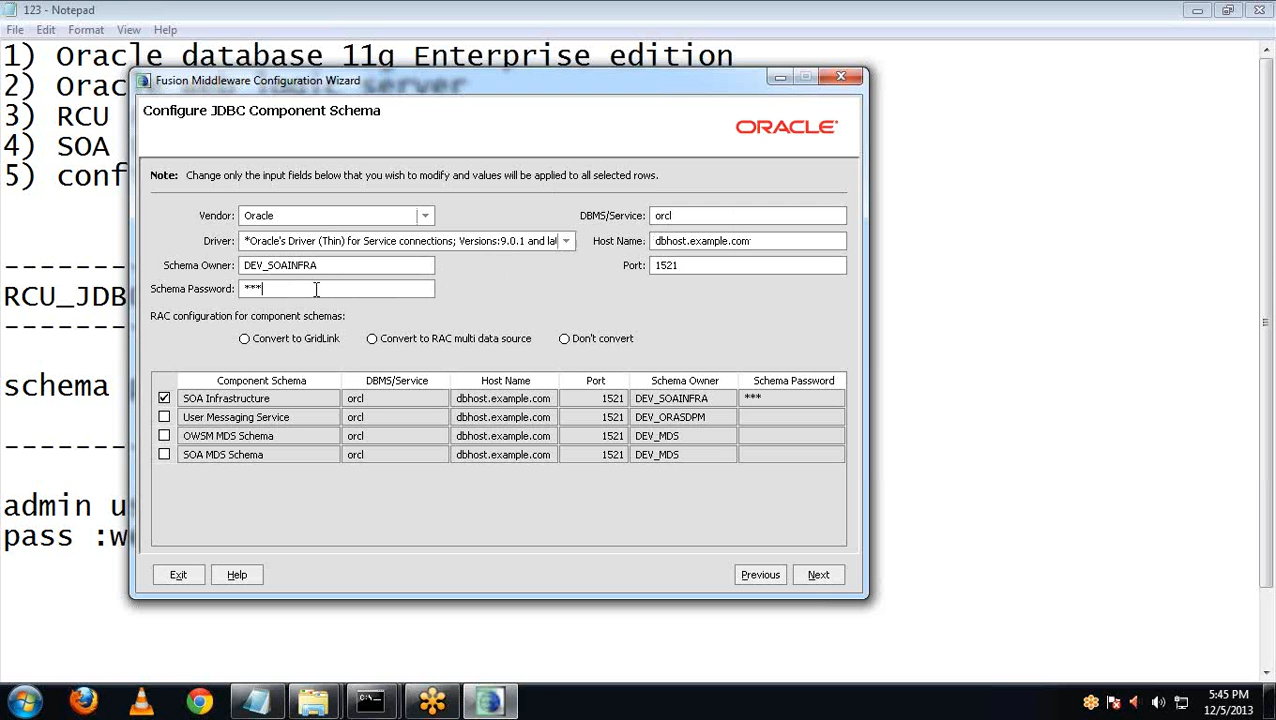 123 - Notepad
File Edit Format View Help
1) Oracle database 11g Enterprise edition
2) Orac server
3) RCU
4) SOA
5) conf
RCU_JDB
schema
admin u
pass :w
Fusion Middleware Configuration Wizard
Configure JDBC Component Schema
ORACLE
Note: Change only the input fields below that you wish to modify and values will be applied to all selected rows.
Vendor: Oracle DBMS/Service: orcl
Driver: *Oracle's Driver (Thin) for Service connections; Versions:9.0.1 and lat Host Name: dbhost.example.com
Schema Owner: DEV_SOAINFRA Port: 1521
Schema Password: ***
RAC configuration for component schemas:
Convert to GridLink Convert to RAC multi data source Don't convert
Component Schema DBMS/Service Host Name Port Schema Owner Schema Password
SOA Infrastructure orcl dbhost.example.com 1521 DEV_SOAINFRA ***
User Messaging Service orcl dbhost.example.com 1521 DEV_ORASDPM
OWSM MDS Schema orcl dbhost.example.com 1521 DEV_MDS
SOA MDS Schema orcl dbhost.example.com 1521 DEV_MDS
Exit Help Previous Next
5:45 PM
12/5/2013